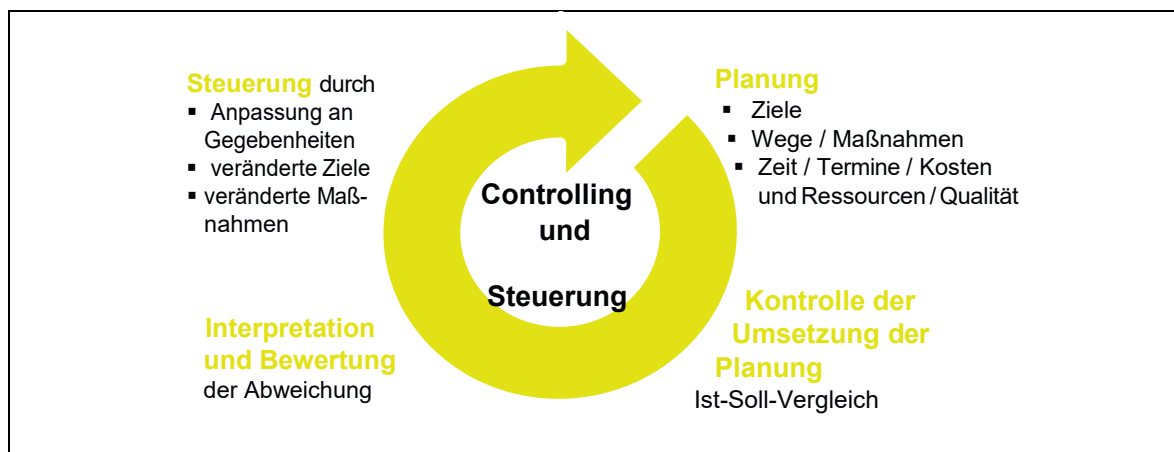 Steuerung durch
▪ Anpassung an
Gegebenheiten
▪ veränderte Ziele
▪ veränderte Maß-
nahmen
Planung
▪ Ziele
▪ Wege / Maßnahmen
▪ Zeit / Termine / Kosten
und Ressourcen / Qualität
Controlling
und
Steuerung
Interpretation
und Bewertung
der Abweichung
Kontrolle der
Umsetzung der
Planung
Ist-Soll-Vergleich